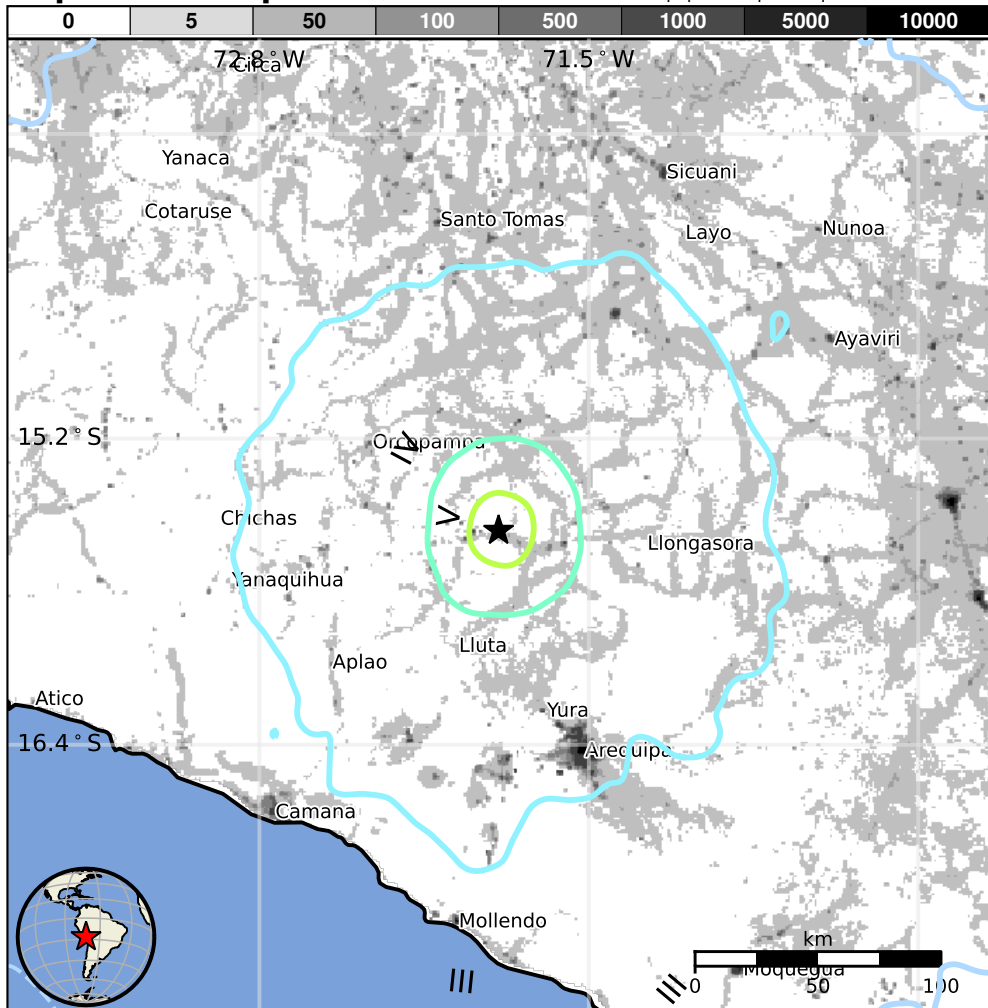 0 5 50 100 500 1000 5000 10000
72.8°W 71.5°W
Circa
Yanaca
Sicuani
Cotaruse
Santo Tomas
Layo
Nunoa
Ayaviri
15.2°S
Orcopampa
IV
V
Chichas
Llongasora
Yanaquihua
Lluta
Aplao
Atico
Yura
16.4°S
Arequipa
Camana
Mollendo
km
Moquegua
III
III
0 50 100